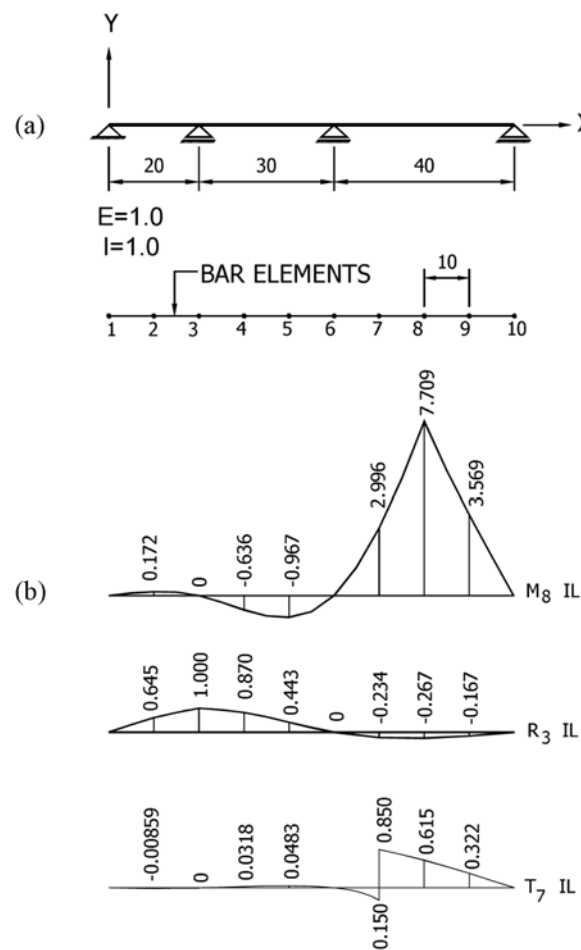 Y
(a)
X
20 30 40
E=1.0
I=1.0
BAR ELEMENTS
10
1 2 3 4 5 6 7 8 9 10
(b)
0.172 0 -0.636 -0.967 2.996 7.709 3.569
M8 IL
0.645 1.000 0.870 0.443 0 -0.234 -0.267 -0.167
R3 IL
-0.00859 0 0.0318 0.0483 0.150 0.850 0.615 0.322
T7 IL